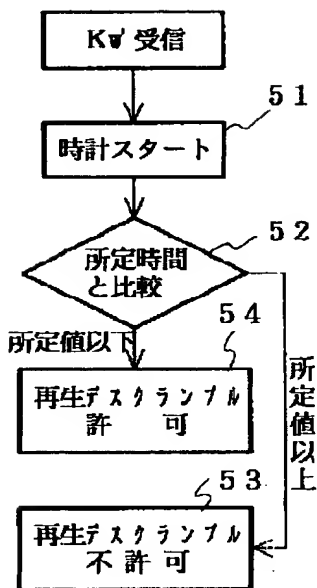 Kw'受信
51
時計スタート
52
所定時間
と比較
54
所定値以下
再生デスクランブル
許 可
所定値以上
53
再生デスクランブル
不 許 可